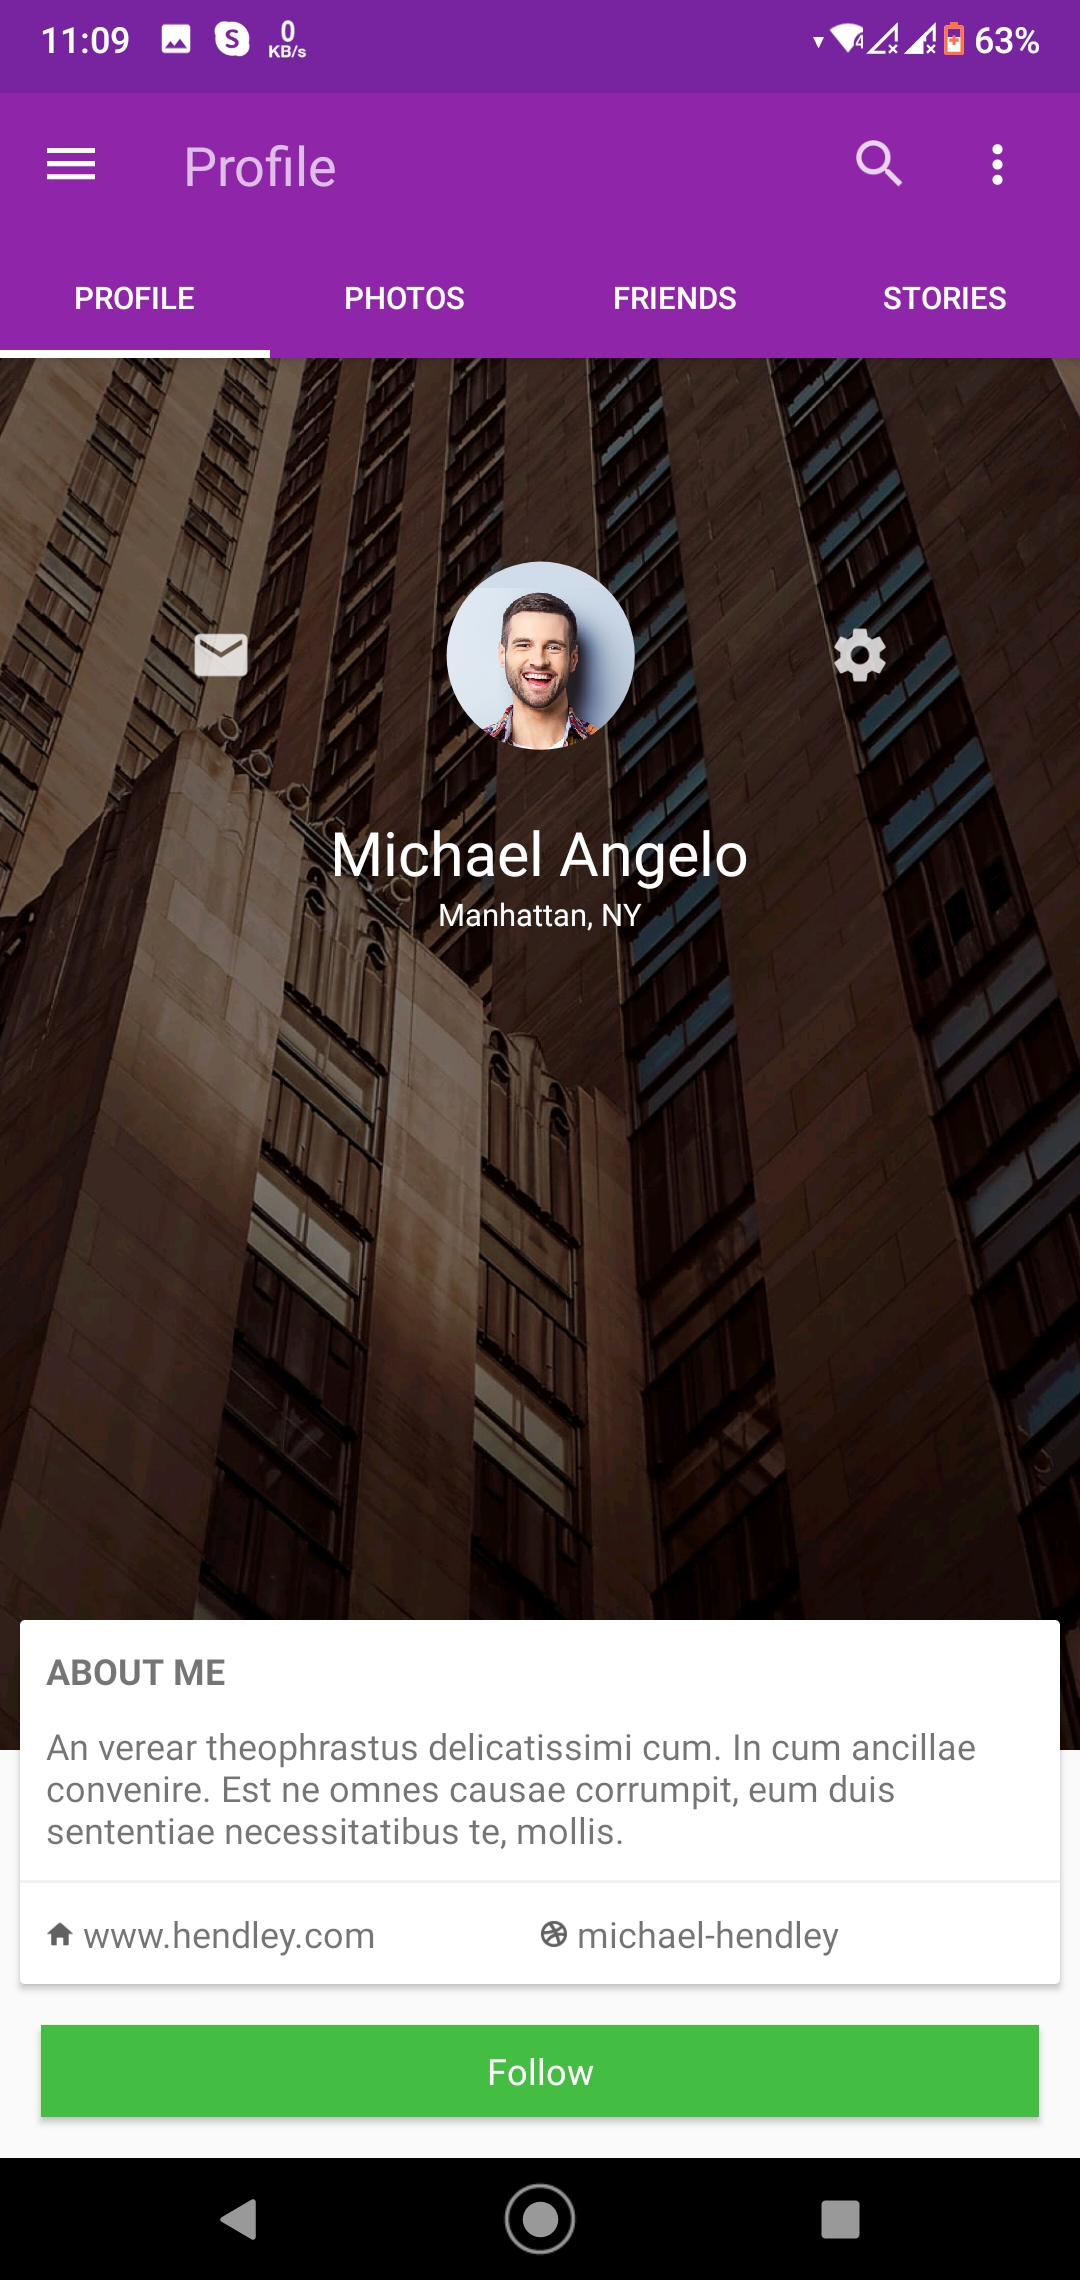 11:09 S 0 KB/s 4 63%
Profile
PROFILE PHOTOS FRIENDS STORIES
Michael Angelo
Manhattan, NY
ABOUT ME
An verear theophrastus delicatissimi cum. In cum ancillae
convenire. Est ne omnes causae corrumpit, eum duis
sententiae necessitatibus te, mollis.
www.hendley.com michael-hendley
Follow